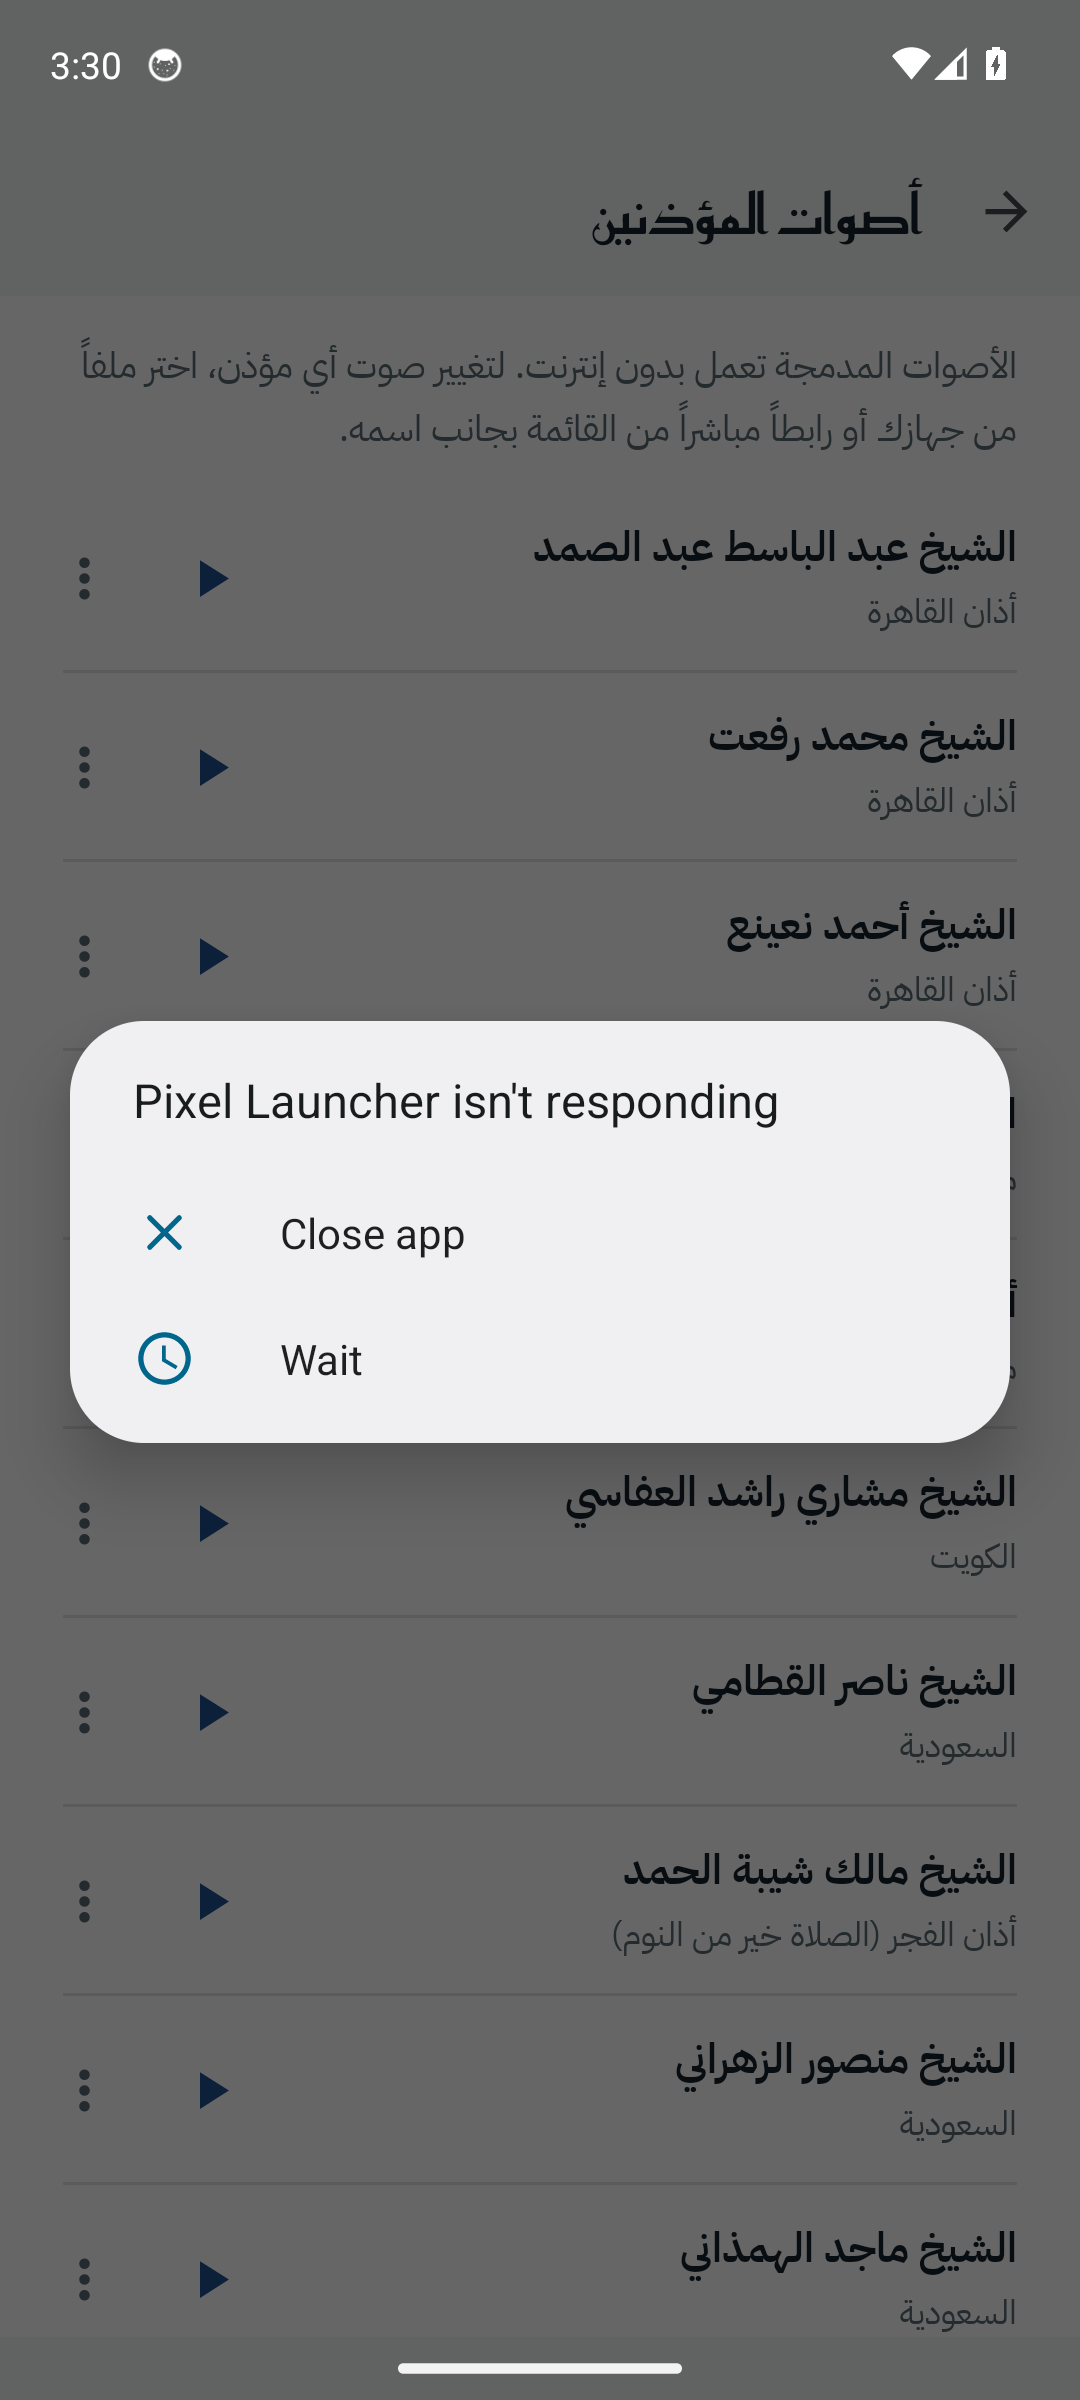 3:30
أصوات المؤذنين
الأصوات المدمجة تعمل بدون إنترنت. لتغيير صوت أي مؤذن، اختر ملفاً
من جهازك أو رابطاً مباشراً من القائمة بجانب اسمه.
الشيخ عبد الباسط عبد الصمد
أذان القاهرة
الشيخ محمد رفعت
أذان القاهرة
الشيخ أحمد نعينع
أذان القاهرة
Pixel Launcher isn't responding
Close app
Wait
الشيخ مشاري راشد العفاسي
الكويت
الشيخ ناصر القطامي
السعودية
الشيخ مالك شيبة الحمد
أذان الفجر (الصلاة خير من النوم)
الشيخ منصور الزهراني
السعودية
الشيخ ماجد الهمذاني
السعودية